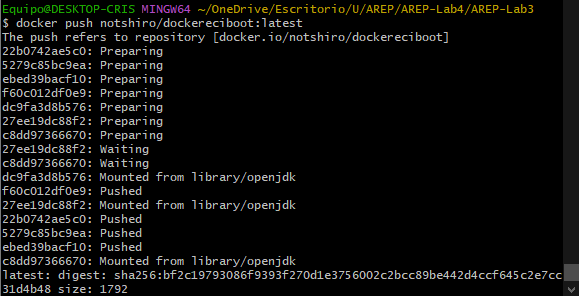 Equipo@DESKTOP-CRIS MINGW64 ~/OneDrive/Escritorio/U/AREP/AREP-Lab4/AREP-Lab3
$ docker push notshiro/dockereciboot:latest
The push refers to repository [docker.io/notshiro/dockereciboot]
22b0742ae5c0: Preparing
5279c85bc9ea: Preparing
ebed39bacf10: Preparing
f60c012df0e9: Preparing
dc9fa3d8b576: Preparing
27ee19dc88f2: Preparing
c8dd97366670: Preparing
27ee19dc88f2: Waiting
c8dd97366670: Waiting
dc9fa3d8b576: Mounted from library/openjdk
f60c012df0e9: Pushed
27ee19dc88f2: Mounted from library/openjdk
22b0742ae5c0: Pushed
5279c85bc9ea: Pushed
ebed39bacf10: Pushed
c8dd97366670: Mounted from library/openjdk
latest: digest: sha256:bf2c19793086f9393f270d1e3756002c2bcc89be442d4ccf645c2e7cc
31d4b48 size: 1792